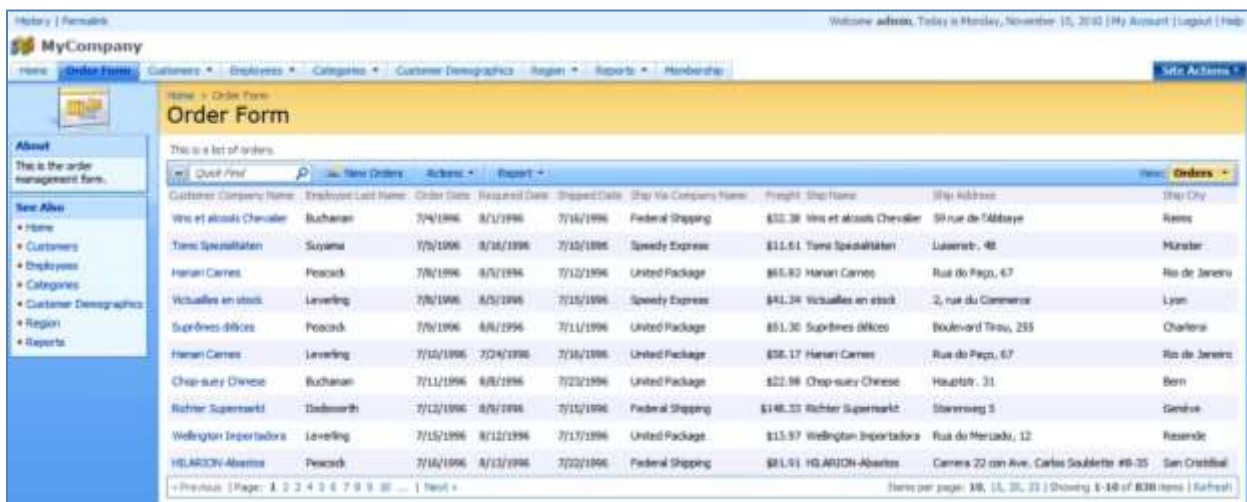 History | Permalink
Welcome admin, Today is Monday, November 15, 2010 | My Account | Logout | Help
MyCompany
Home Order Form Customers Employees Categories Customer Demographics Region Reports Membership Site Actions
Home > Order Form
Order Form
About
This is the order management form.
See Also
Home
Customers
Employees
Categories
Customer Demographics
Region
Reports
This is a list of orders.
Quick Find New Orders Actions Report View: Orders
Customer Company Name Employee Last Name Order Date Required Date Shipped Date Ship Via Company Name Freight Ship Name Ship Address Ship City
Vins et alcools Chevalier Buchanan 7/4/1996 8/1/1996 7/16/1996 Federal Shipping $32.38 Vins et alcools Chevalier 59 rue de l'Abbaye Reims
Toms Spezialitäten Suyama 7/5/1996 8/16/1996 7/10/1996 Speedy Express $11.61 Toms Spezialitäten Luisenstr. 48 Münster
Hanari Carnes Peacock 7/8/1996 8/5/1996 7/12/1996 United Package $65.83 Hanari Carnes Rua do Paço, 67 Rio de Janeiro
Victuailles en stock Leverling 7/8/1996 8/5/1996 7/15/1996 Speedy Express $41.34 Victuailles en stock 2, rue du Commerce Lyon
Suprêmes délices Peacock 7/9/1996 8/6/1996 7/11/1996 United Package $51.30 Suprêmes délices Boulevard Tirou, 255 Charleroi
Hanari Carnes Leverling 7/10/1996 7/24/1996 7/16/1996 United Package $58.17 Hanari Carnes Rua do Paço, 67 Rio de Janeiro
Chop-suey Chinese Buchanan 7/11/1996 8/8/1996 7/23/1996 United Package $22.98 Chop-suey Chinese Hauptstr. 31 Bern
Richter Supermarkt Dodsworth 7/12/1996 8/9/1996 7/15/1996 Federal Shipping $148.33 Richter Supermarkt Starenweg 5 Genève
Wellington Importadora Leverling 7/15/1996 8/12/1996 7/17/1996 United Package $13.97 Wellington Importadora Rua do Mercado, 12 Resende
HILARION-Abastos Peacock 7/16/1996 8/13/1996 7/22/1996 Federal Shipping $81.91 HILARION-Abastos Carrera 22 con Ave. Carlos Soublette #8-35 San Cristóbal
« Previous | Page: 1 2 3 4 5 6 7 8 9 10 ... | Next » Items per page: 10, 15, 20, 25 | Showing 1-10 of 830 items | Refresh